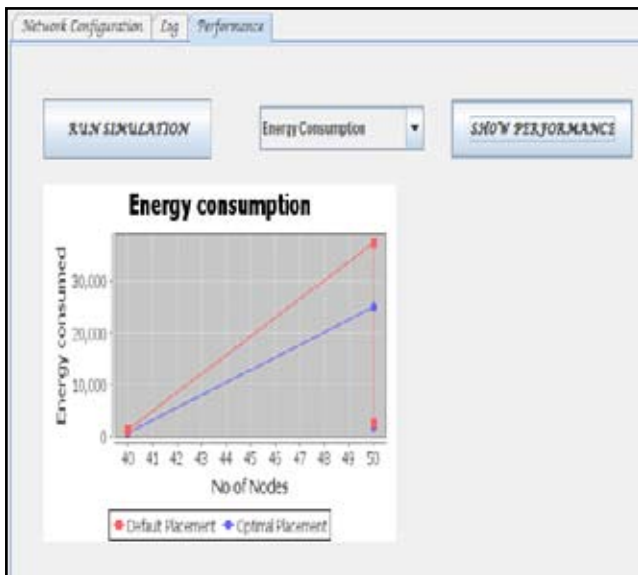 Network Configuration Log Performance
RUN SIMULATION Energy Consumption SHOW PERFORMANCE
Energy consumption
Energy consumed
30,000
20,000
10,000
0
40 41 42 43 44 45 46 47 48 49 50
No of Nodes
Default Placement Optimal Placement